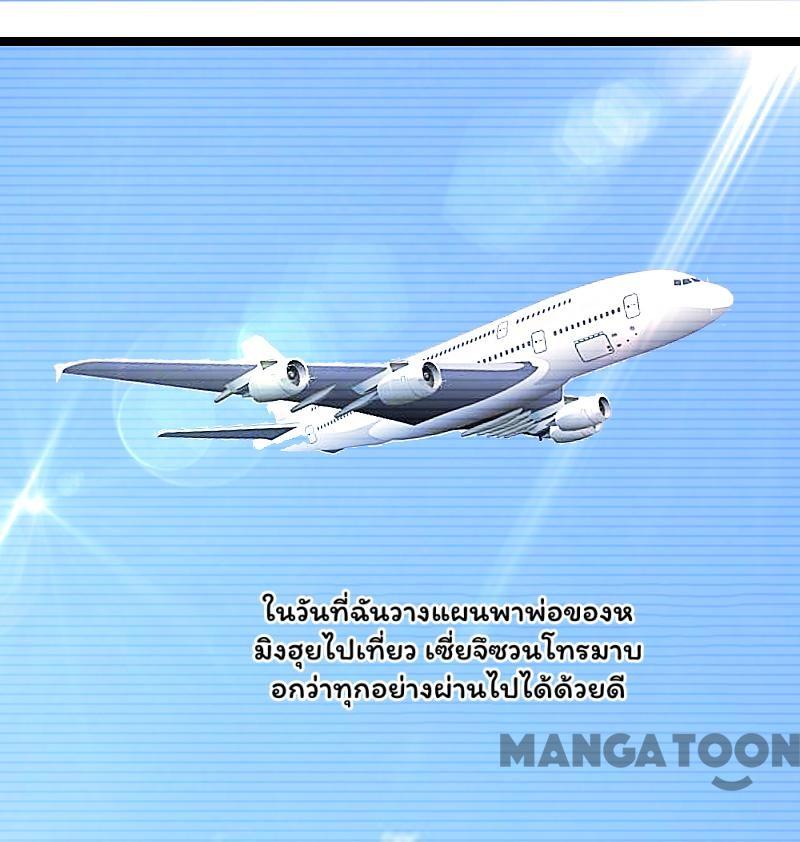 ในวันที่ฉันวางแผนพาพ่อของห
มิงฮุยไปเที่ยว เซี่ยจึซวนโทรมาบ
อกว่าทุกอย่างผ่านไปได้ด้วยดี
MANGATOON